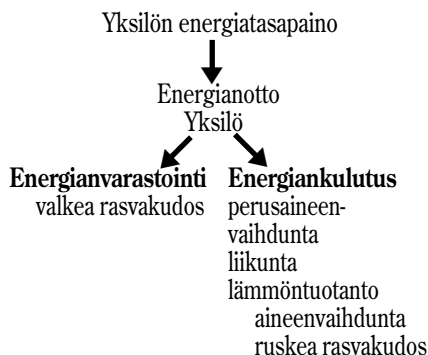 Yksilön energiatasapaino
Energianotto
Yksilö
Energianvarastointi
valkea rasvakudos
Energiankulutus
perusaineen-
vaihdunta
liikunta
lämmöntuotanto
aineenvaihdunta
ruskea rasvakudos